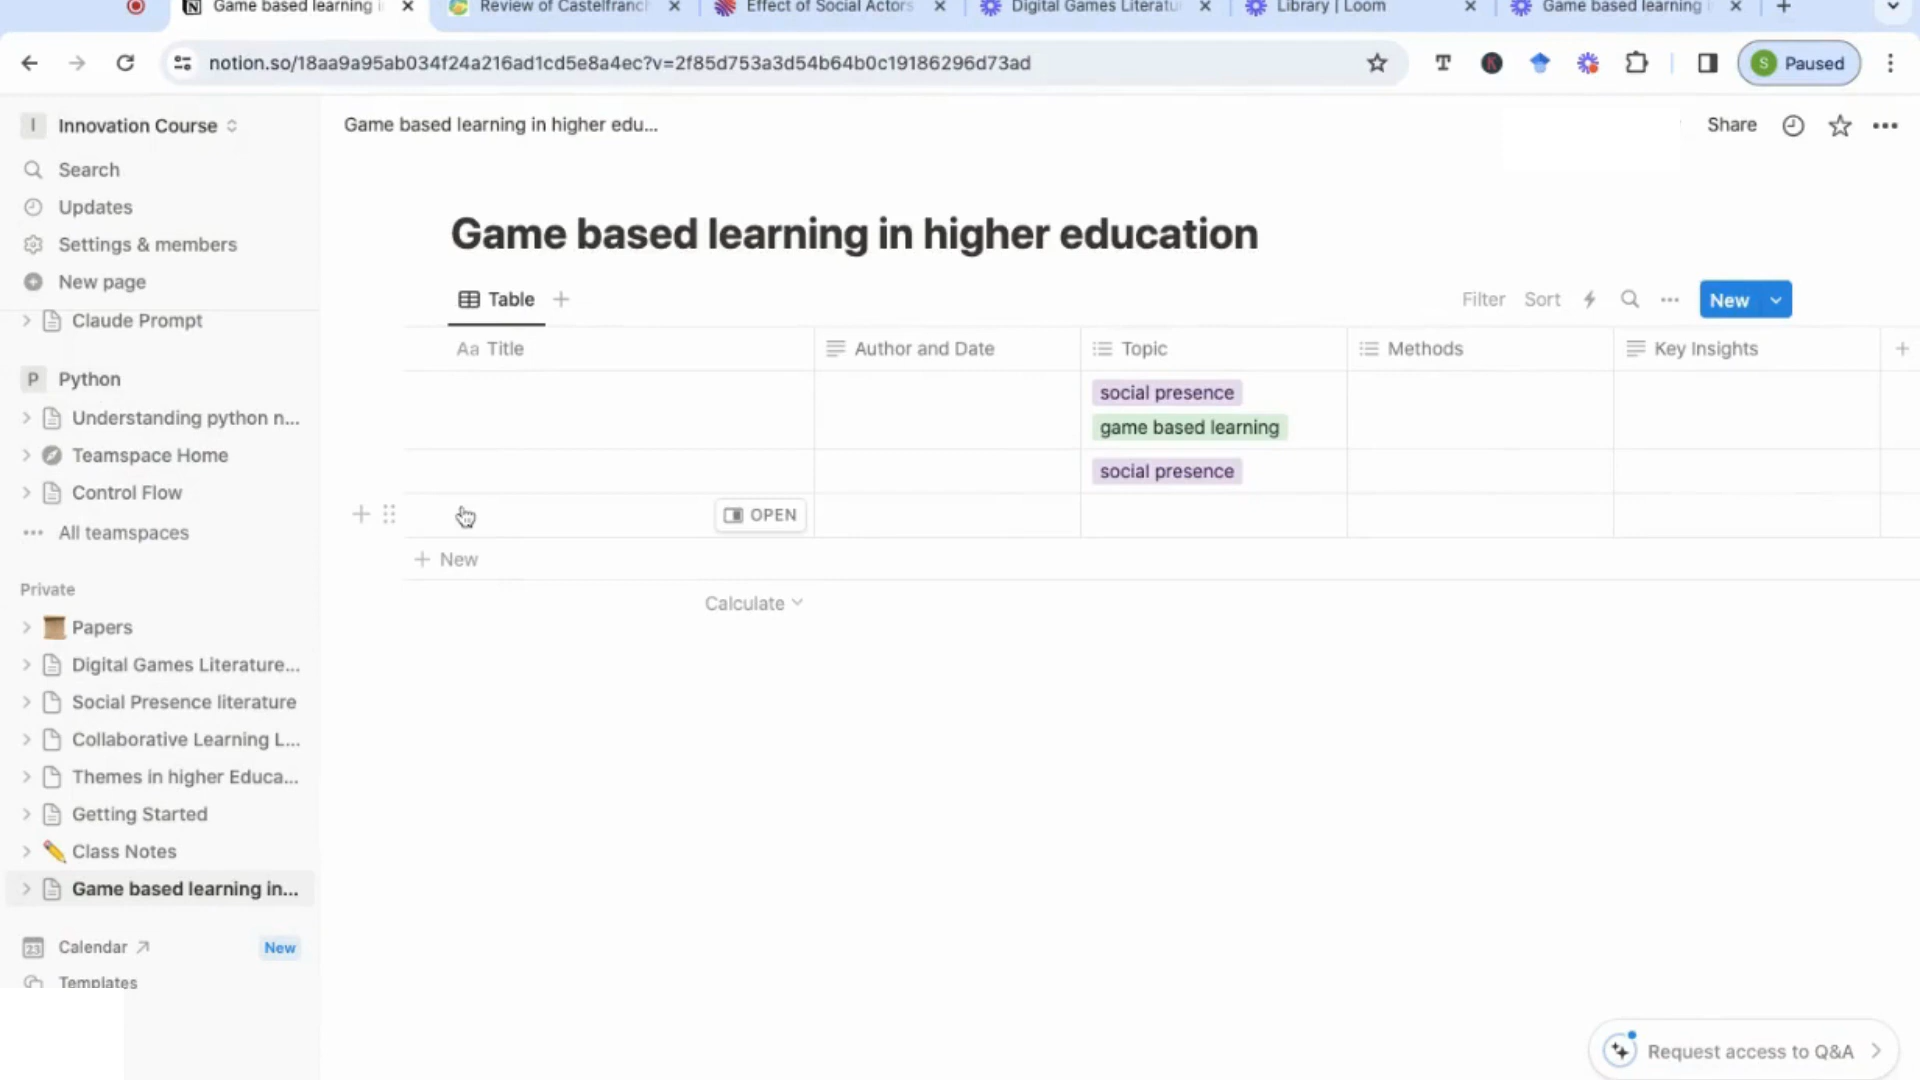 Game based learning i
Review of Castelfranch
Effect of Social Actors
Digital Games Literatu
Library | Loom
Game based learning i
notion.so/18aa9a95ab034f24a216ad1cd5e8a4ec?v=2f85d753a3d54b64b0c19186296d73ad
T
S
Paused
I
Innovation Course
Game based learning in higher edu...
Share
Search
Updates
Settings & members
New page
Claude Prompt
P
Python
Understanding python n...
Teamspace Home
Control Flow
All teamspaces
Private
Papers
Digital Games Literature...
Social Presence literature
Collaborative Learning L...
Themes in higher Educa...
Getting Started
Class Notes
Game based learning in...
23
Calendar
New
Templates
Game based learning in higher education
Table
Filter
Sort
New
Aa Title
Author and Date
Topic
Methods
Key Insights
social presence
game based learning
social presence
OPEN
New
Calculate
Request access to Q&A